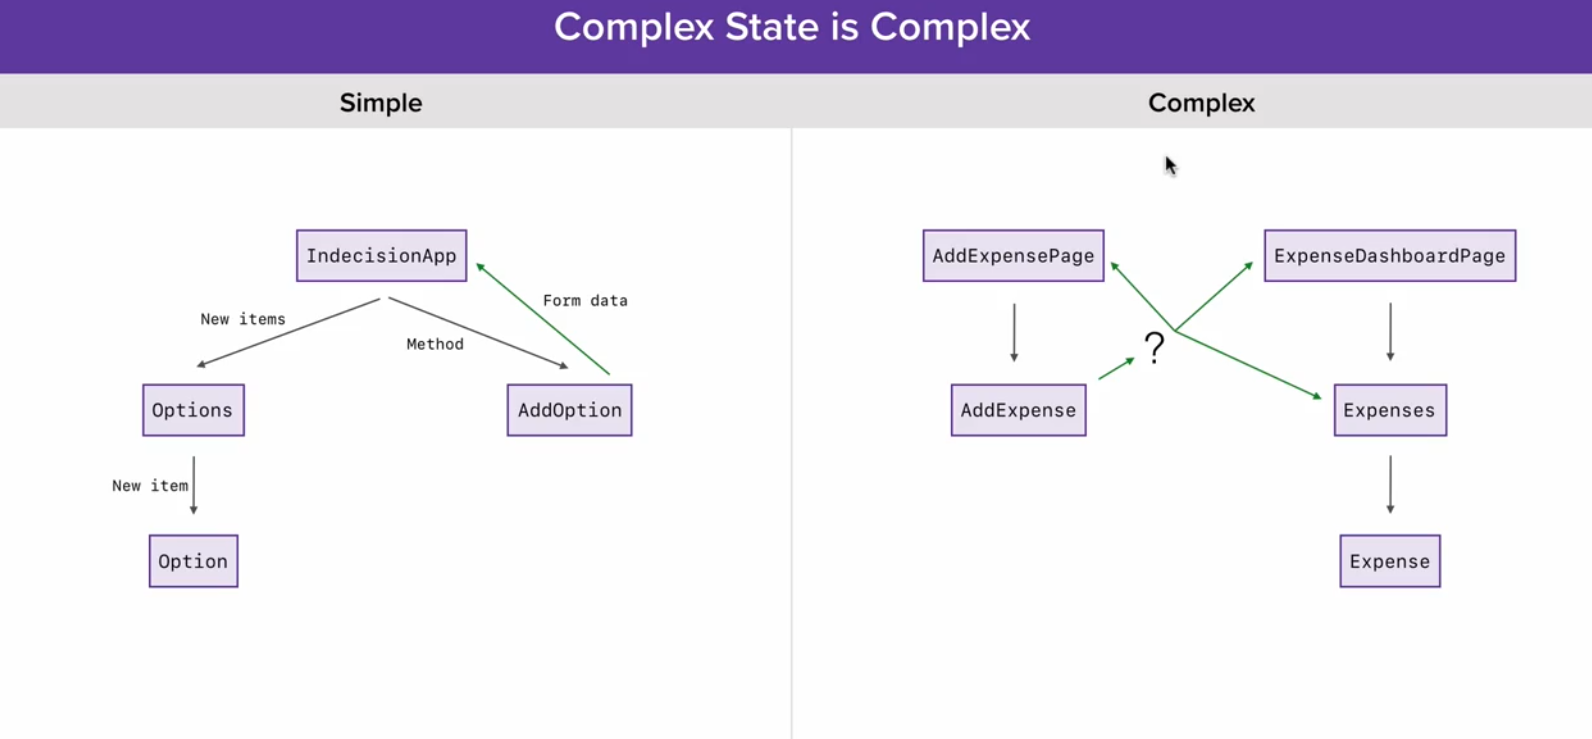 Complex State is Complex
Simple
Complex
IndecisionApp
New items
Method
Form data
Options
AddOption
New item
Option
AddExpensePage
ExpenseDashboardPage
?
AddExpense
Expenses
Expense